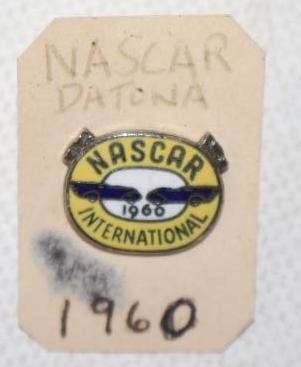 NASCAR
DATONA
NASCAR
1960
INTERNATIONAL
1960